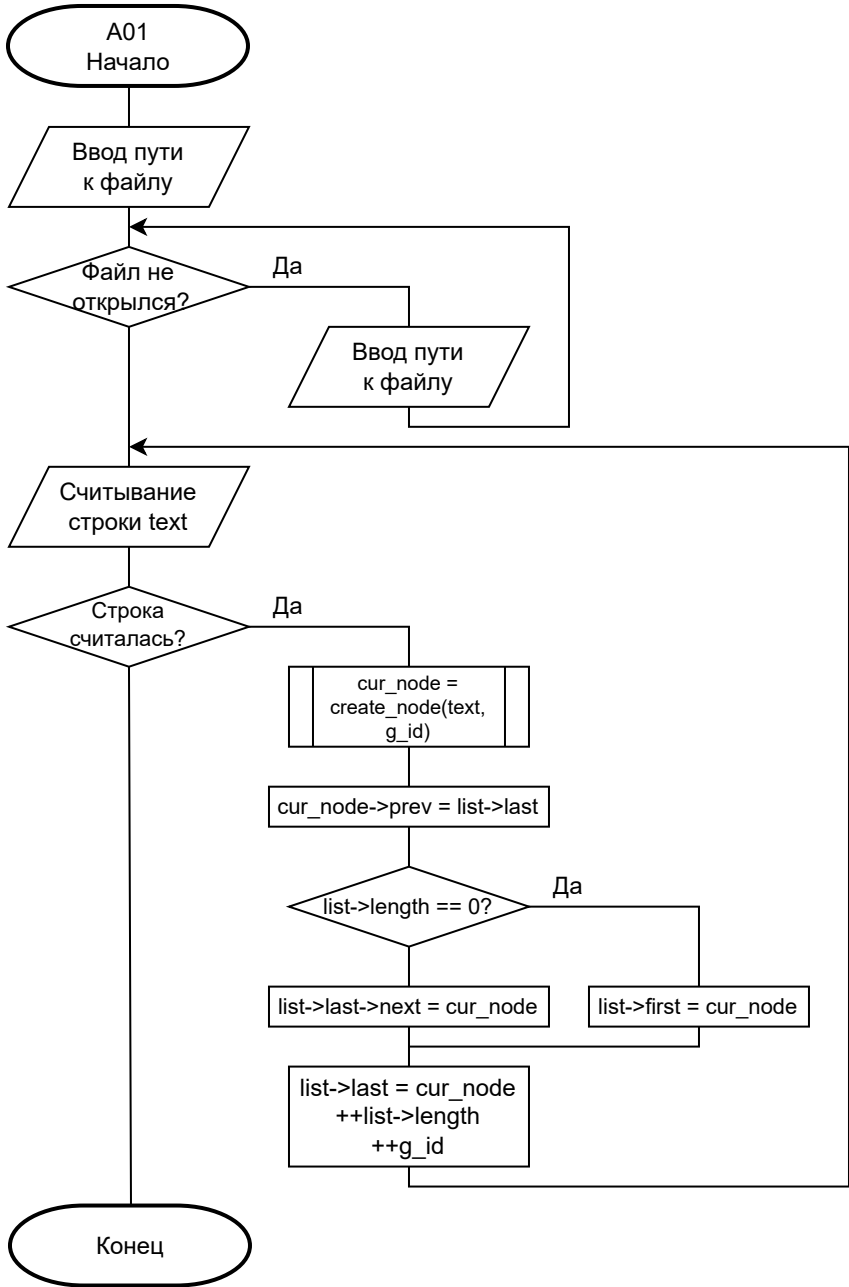 A01
Начало
Ввод пути
к файлу
Файл не
открылся?
Да
Ввод пути
к файлу
Считывание
строки text
Строка
считалась?
Да
cur_node =
create_node(text,
g_id)
cur_node->prev = list->last
list->length == 0?
Да
list->last->next = cur_node
list->first = cur_node
list->last = cur_node
++list->length
++g_id
Конец